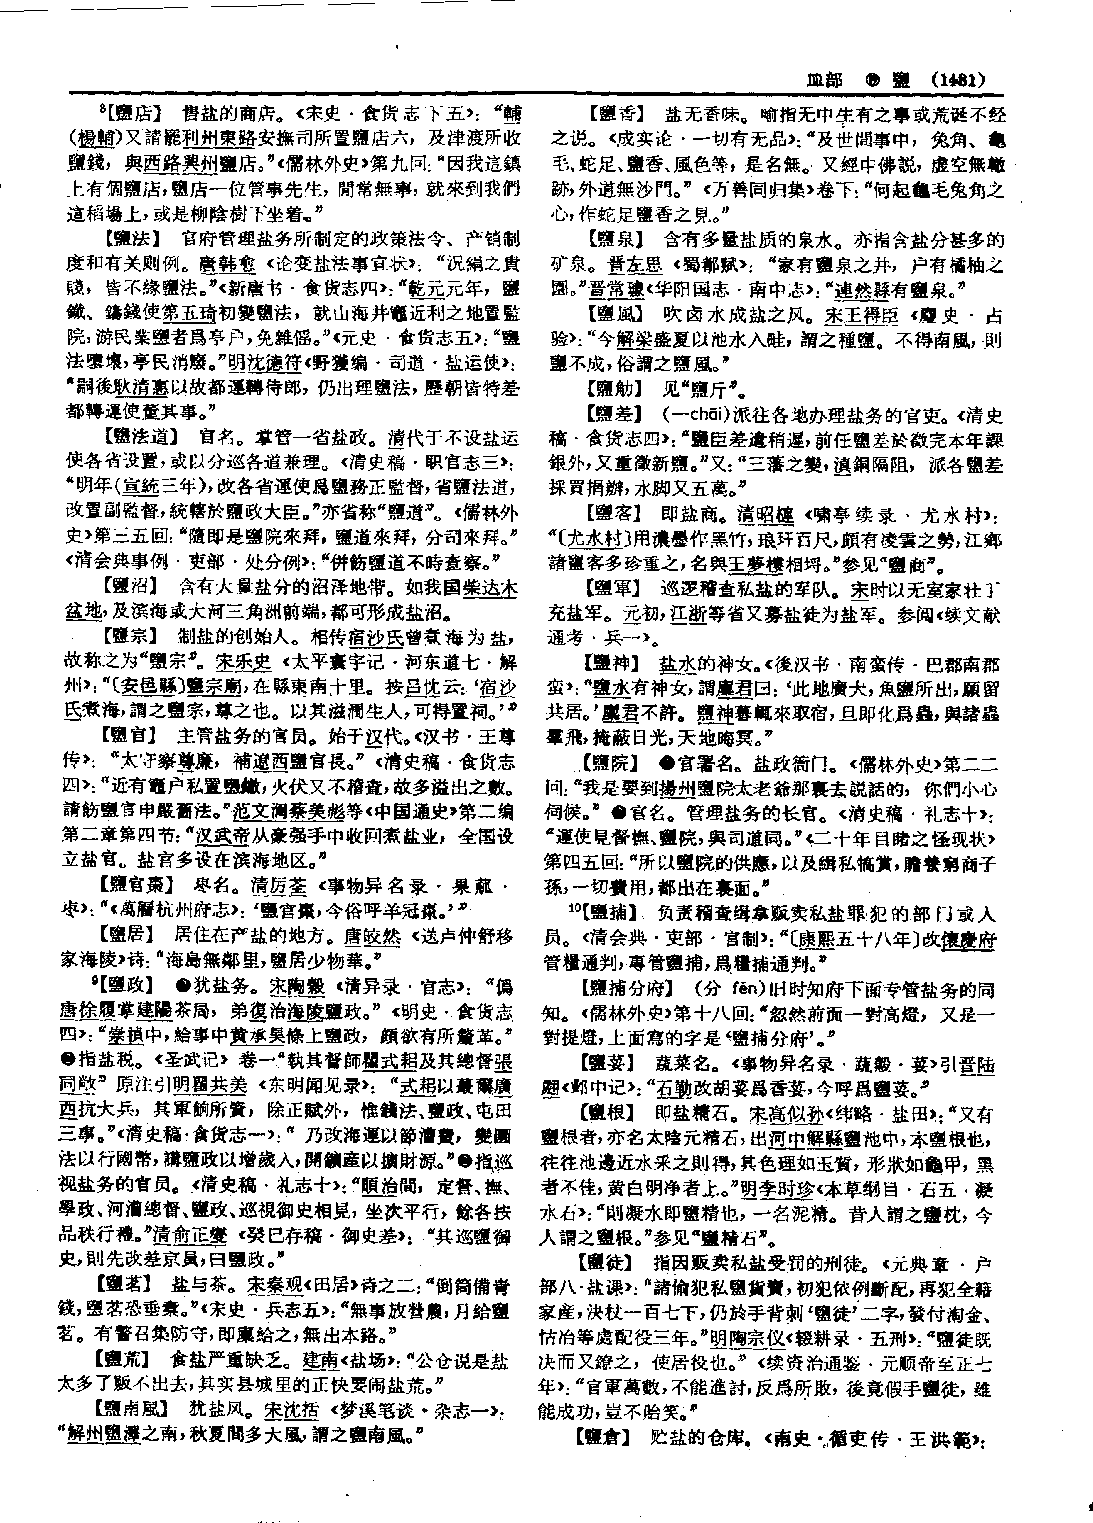 皿部 ⑲ 鹽 (1481)
⁸【鹽店】 售盐的商店。《宋史·食货志下五》：“輔
(楊輔)又請罷利州東路安撫司所置鹽店六，及津渡所收
鹽錢，與西路興州鹽店。”《儒林外史》第九回：“因我這鎮
上有個鹽店，鹽店一位管事先生，閒常無事，就來到我們
這稻場上，或是柳陰樹下坐着。”
【鹽法】 官府管理盐务所制定的政策法令、产销制
度和有关则例。唐韩愈《论变盐法事宜状》：“況絹之貴
賤，皆不緣鹽法。”《新唐书·食货志四》：“乾元元年，鹽
鐵、鑄錢使第五琦初變鹽法，就山海井竈近利之地置監
院，游民業鹽者爲亭户，免雜傜。”《元史·食货志五》：“鹽
法壞壞，亭民消廢。”明沈德符《野獲编·司道·盐运使》：
“嗣後耿清惠以故都運轉侍郎，仍出理鹽法，歷朝皆特差
都轉運使董其事。”
【鹽法道】 官名。掌管一省盐政。清代于不设盐运
使各省设置，或以分巡各道兼理。《清史稿·职官志三》：
“明年(宣統三年)，改各省運使爲鹽務正監督，省鹽法道，
改置副監督，統轄於鹽政大臣。”亦省称“鹽道”。《儒林外
史》第三五回：“隨即是鹽院來拜，鹽道來拜，分司來拜。”
《清会典事例·吏部·处分例》：“併飭鹽道不時查察。”
【鹽沼】 含有大量盐分的沼泽地带。如我国柴达木
盆地，及滨海或大河三角洲前端，都可形成盐沼。
【鹽宗】 制盐的创始人。相传宿沙氏曾煮海为盐，
故称之为“鹽宗”。宋乐史《太平寰宇记·河东道七·解
州》：“〔安邑縣〕鹽宗廟，在縣東南十里。按吕忱云：‘宿沙
氏煮海，謂之鹽宗，尊之也。以其滋潤生人，可得置祠。’”
【鹽官】 主管盐务的官员。始于汉代。《汉书·王尊
传》：“太守察尊廉，補遼西鹽官長。”《清史稿·食货志
四》：“近有竈户私置鹽䥶，火伏又不稽查，故多溢出之數。
請飭鹽官申嚴舊法。”范文澜蔡美彪等《中国通史》第二编
第二章第四节：“汉武帝从豪强手中收回煮盐业，全国设
立盐官。盐官多设在滨海地区。”
【鹽官棗】 枣名。清厉荃《事物异名录·果蓏·
枣》：“《萬曆杭州府志》：‘鹽官棗，今俗呼羊冠棗。’”
【鹽居】 居住在产盐的地方。唐皎然《送卢仲舒移
家海陵》诗：“海島無鄰里，鹽居少物華。”
⁹【鹽政】 ❶犹盐务。宋陶穀《清异录·官志》：“僞
唐徐履掌建陽茶局，弟復治海陵鹽政。”《明史·食货志
四》：“崇禎中，給事中黄承昊條上鹽政，頗欲有所釐革。”
❷指盐税。《圣武记》卷一“執其督師瞿式耜及其總督張
同敞”原注引明瞿共美《东明闻见录》：“式耜以蕞爾廣
西抗大兵，其軍餉所資，除正賦外，惟錢法、鹽政、屯田
三事。”《清史稿·食货志一》：“乃改海運以節漕費，變圜
法以行國幣，講鹽政以增歲入，開鑛產以擴財源。”❸指巡
视盐务的官员。《清史稿·礼志十》：“順治間，定督、撫、
學政、河漕總督、鹽政、巡視御史相見，坐次平行，餘各按
品秩行禮。”清俞正燮《癸巳存稿·御史差》：“其巡鹽御
史，則先改差京員，曰鹽政。”
【鹽茗】 盐与茶。宋秦观《田居》诗之二：“倒筒備青
錢，鹽茗恐垂橐。”《宋史·兵志五》：“無事放營農，月給鹽
茗。有警召集防守，即廪給之，無出本路。”
【鹽荒】 食盐严重缺乏。建南《盐场》：“公仓说是盐
太多了贩不出去，其实县城里的正快要闹盐荒。”
【鹽南風】 犹盐风。宋沈括《梦溪笔谈·杂志一》：
“解州鹽澤之南，秋夏間多大風，謂之鹽南風。”
【鹽香】 盐无香味。喻指无中生有之事或荒诞不经
之说。《成实论·一切有无品》：“及世間事中，兔角、龜
毛、蛇足、鹽香、風色等，是名無。又經中佛説，虚空無轍
跡，外道無沙門。”《万善同归集》卷下：“何起龜毛兔角之
心，作蛇足鹽香之見。”
【鹽泉】 含有多量盐质的泉水。亦指含盐分甚多的
矿泉。晋左思《蜀都赋》：“家有鹽泉之井，户有橘柚之
園。”晋常璩《华阳国志·南中志》：“連然縣有鹽泉。”
【鹽風】 吹卤水成盐之风。宋王得臣《麈史·占
验》：“今解梁盛夏以池水入畦，謂之種鹽。不得南風，則
鹽不成，俗謂之鹽風。”
【鹽觔】 见“鹽斤”。
【鹽差】 (—chāi)派往各地办理盐务的官吏。《清史
稿·食货志四》：“鹽臣差遣稍遲，前任鹽差於徵完本年課
銀外，又重徵新鹽。”又：“三藩之變，滇銅隔阻，派各鹽差
採買捐辦，水脚又五萬。”
【鹽客】 即盐商。清昭槤《啸亭续录·尤水村》：
“〔尤水村〕用濃墨作黑竹，琅玕百尺，頗有凌雲之勢，江鄉
諸鹽客多珍重之，名與王夢樓相埒。”参见“鹽商”。
【鹽軍】 巡逻稽查私盐的军队。宋时以无室家壮丁
充盐军。元初，江浙等省又募盐徒为盐军。参阅《续文献
通考·兵一》。
【鹽神】 盐水的神女。《後汉书·南蛮传·巴郡南郡
蛮》：“鹽水有神女，謂廩君曰：‘此地廣大，魚鹽所出，願留
共居。’廩君不許。鹽神暮輒來取宿，旦即化爲蟲，與諸蟲
羣飛，掩蔽日光，天地晦冥。”
【鹽院】 ❶官署名。盐政衙门。《儒林外史》第二二
回：“我是要到揚州鹽院太老爺那裏去説話的，你們小心
伺候。”❷官名。管理盐务的长官。《清史稿·礼志十》：
“運使見督撫、鹽院，與司道同。”《二十年目睹之怪现状》
第四五回：“所以鹽院的供應，以及緝私犒賞，贍養窮商子
孫，一切費用，都出在裏面。”
¹⁰【鹽捕】 负责稽查缉拿贩卖私盐罪犯的部门或人
员。《清会典·吏部·官制》：“〔康熙五十八年〕改懷慶府
管糧通判，專管鹽捕，爲糧捕通判。”
【鹽捕分府】 (分 fēn)旧时知府下面专管盐务的同
知。《儒林外史》第十八回：“忽然前面一對高燈，又是一
對提燈，上面寫的字是‘鹽捕分府’。”
【鹽荽】 蔬菜名。《事物异名录·蔬穀·荽》引晋陆
翽《邺中记》：“石勒改胡荽爲香荽，今呼爲鹽荽。”
【鹽根】 即盐精石。宋高似孙《纬略·盐田》：“又有
鹽根者，亦名太陰元精石，出河中解縣鹽池中，本鹽根也，
往往池邊近水采之則得，其色理如玉質，形狀如龜甲，黑
者不佳，黄白明净者上。”明李时珍《本草纲目·石五·凝
水石》：“則凝水即鹽精也，一名泥精。昔人謂之鹽枕，今
人謂之鹽根。”参见“鹽精石”。
【鹽徒】 指因贩卖私盐受罚的刑徒。《元典章·户
部八·盐课》：“諸偷犯私鹽貨賣，初犯依例斷配，再犯全籍
家産，決杖一百七下，仍於手背刺‘鹽徒’二字，發付淘金、
怗冶等處配役三年。”明陶宗仪《辍耕录·五刑》：“鹽徒既
决而又鐐之，使居役也。”《续资治通鉴·元顺帝至正七
年》：“官軍萬數，不能進討，反爲所敗，後竟假手鹽徒，雖
能成功，豈不貽笑。”
【鹽倉】 贮盐的仓库。《南史·循吏传·王洪範》：